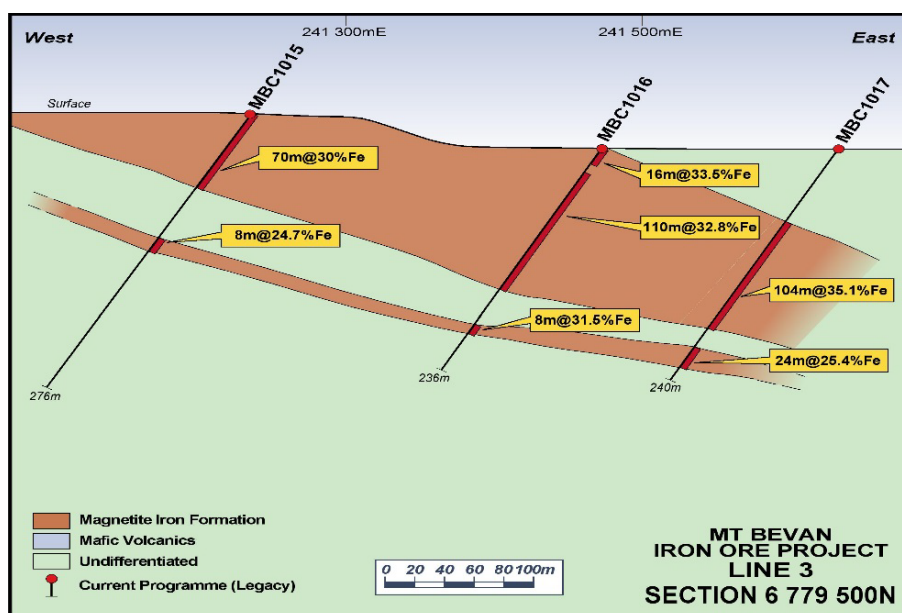 West
241 300mE
241 500mE
East
Surface
MBC1015
MBC1016
MBC1017
70m@30%Fe
16m@33.5%Fe
8m@24.7%Fe
110m@32.8%Fe
104m@35.1%Fe
8m@31.5%Fe
24m@25.4%Fe
276m
236m
240m
Magnetite Iron Formation
Mafic Volcanics
Undifferentiated
Current Programme (Legacy)
0 20 40 60 80 100m
MT BEVAN
IRON ORE PROJECT
LINE 3
SECTION 6 779 500N